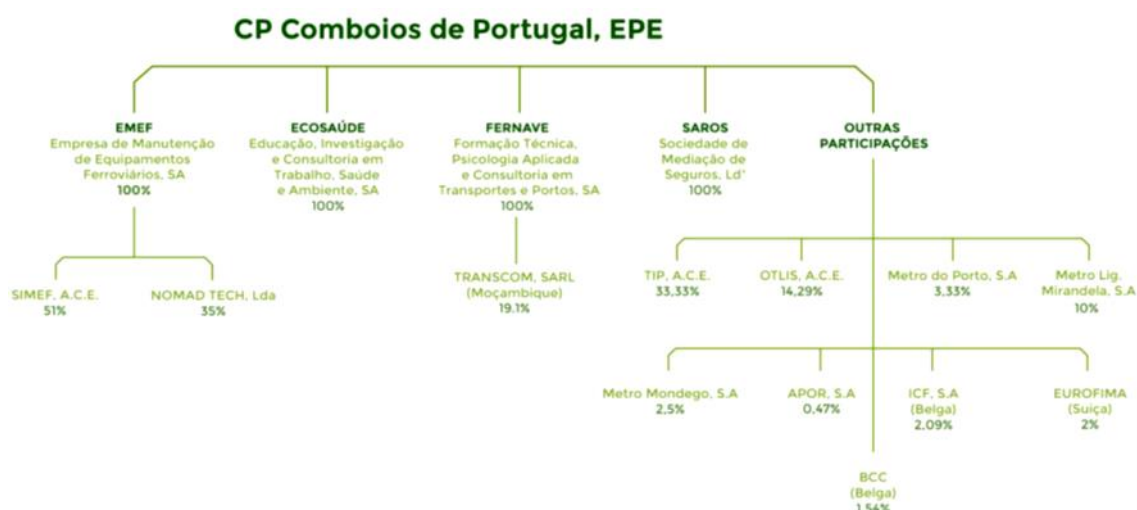 CP Comboios de Portugal, EPE
EMEF
Empresa de Manutenção
de Equipamentos
Ferroviários, SA
100%
ECOSAÚDE
Educação, Investigação
e Consultoria em
Trabalho, Saúde
e Ambiente, SA
100%
FERNAVE
Formação Técnica,
Psicologia Aplicada
e Consultoria em
Transportes e Portos, SA
100%
SAROS
Sociedade de
Mediação de
Seguros, Ldª
100%
OUTRAS
PARTICIPAÇÕES
SIMEF, A.C.E.
51%
NOMAD TECH, Lda
35%
TRANSCOM, SARL
(Moçambique)
19.1%
TIP, A.C.E.
33,33%
OTLIS, A.C.E.
14,29%
Metro do Porto, S.A
3,33%
Metro Lig.
Mirandela, S.A
10%
Metro Mondego, S.A
2,5%
APOR, S.A
0,47%
ICF, S.A
(Belga)
2,09%
EUROFIMA
(Suiça)
2%
BCC
(Belga)
1,54%